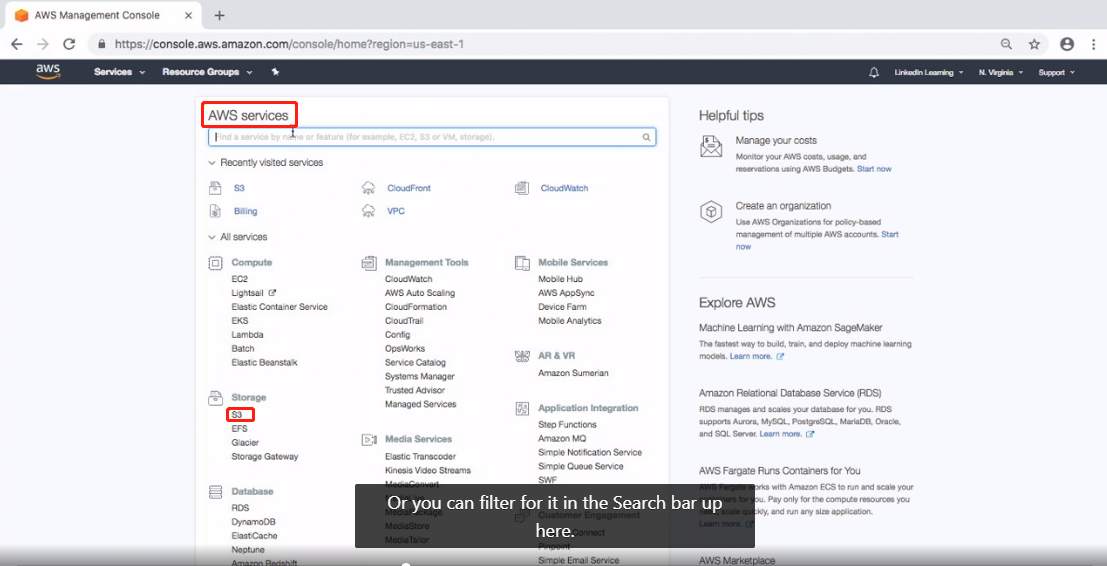 AWS Management Console
https://console.aws.amazon.com/console/home?region=us-east-1
aws
Services
Resource Groups
LinkedIn Learning
N. Virginia
Support
AWS services
Find a service by name or feature (for example, EC2, S3 or VM, storage).
Recently visited services
S3
CloudFront
CloudWatch
Billing
VPC
All services
Compute
EC2
Lightsail
Elastic Container Service
EKS
Lambda
Batch
Elastic Beanstalk
Storage
S3
EFS
Glacier
Storage Gateway
Database
RDS
DynamoDB
ElastiCache
Neptune
Amazon Redshift
Management Tools
CloudWatch
AWS Auto Scaling
CloudFormation
CloudTrail
Config
OpsWorks
Service Catalog
Systems Manager
Trusted Advisor
Managed Services
Media Services
Elastic Transcoder
Kinesis Video Streams
MediaConvert
MediaPackage
MediaStore
MediaTailor
Mobile Services
Mobile Hub
AWS AppSync
Device Farm
Mobile Analytics
AR & VR
Amazon Sumerian
Application Integration
Step Functions
Amazon MQ
Simple Notification Service
Simple Queue Service
SWF
Customer Engagement
Connect
Pinpoint
Simple Email Service
Helpful tips
Manage your costs
Monitor your AWS costs, usage, and
reservations using AWS Budgets. Start now
Create an organization
Use AWS Organizations for policy-based
management of multiple AWS accounts. Start
now
Explore AWS
Machine Learning with Amazon SageMaker
The fastest way to build, train, and deploy machine learning
models. Learn more.
Amazon Relational Database Service (RDS)
RDS manages and scales your database for you. RDS
supports Aurora, MySQL, PostgreSQL, MariaDB, Oracle,
and SQL Server. Learn more.
AWS Fargate Runs Containers for You
AWS Fargate works with Amazon ECS to run and scale your
containers for you. Pay only for the compute resources you
need, scale quickly, and run any size application.
Learn more.
AWS Marketplace
Or you can filter for it in the Search bar up
here.